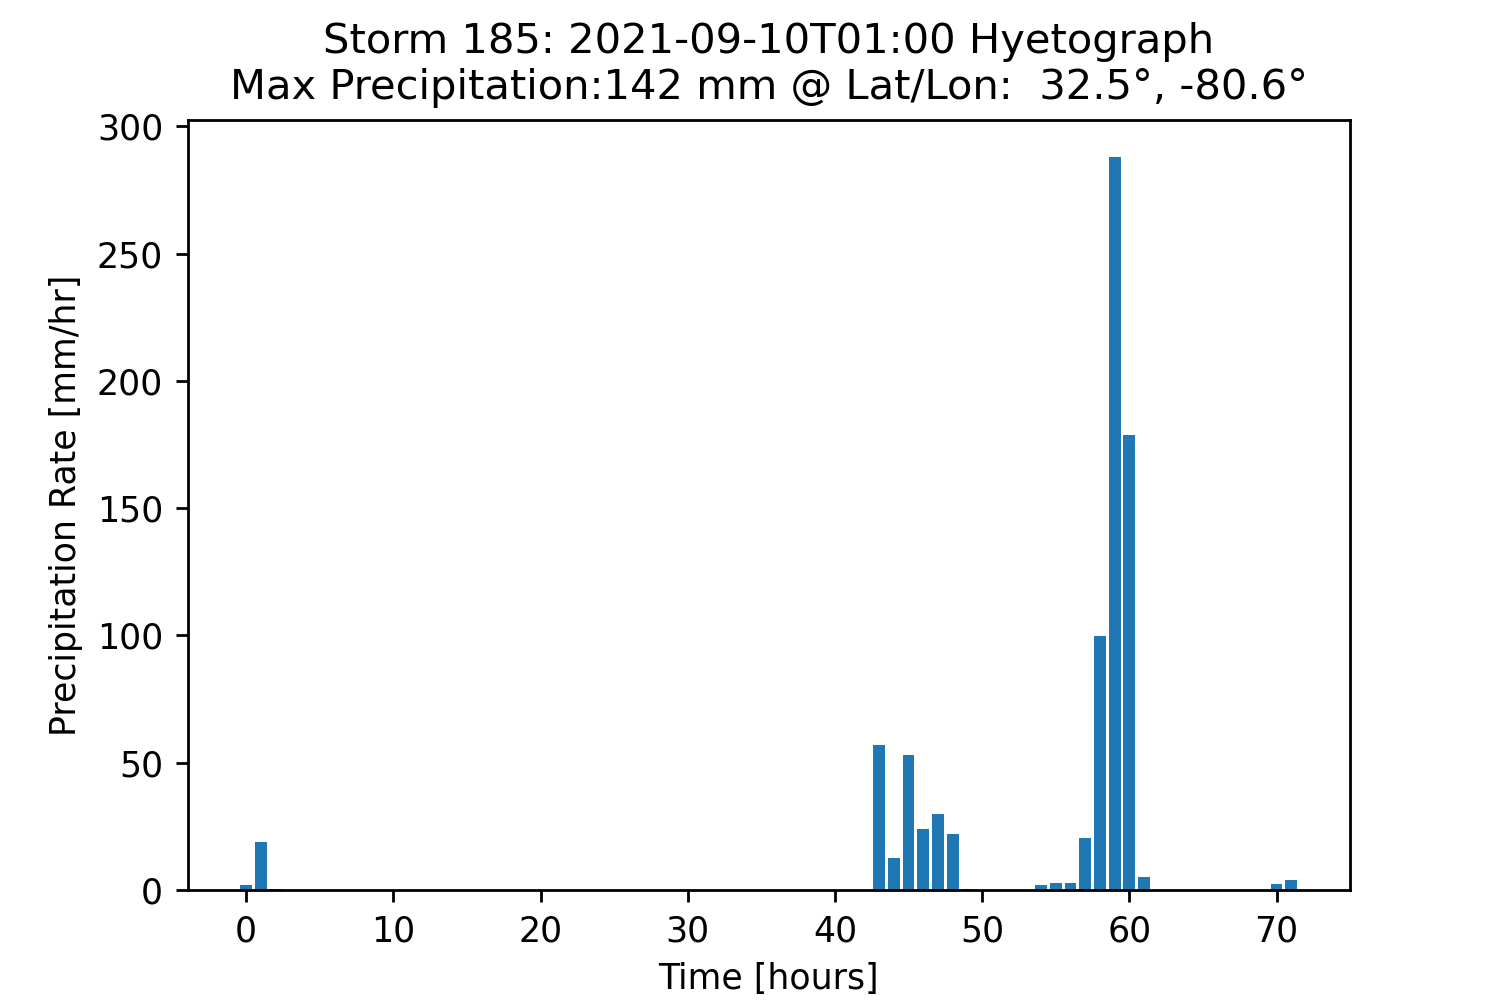 Storm 185: 2021-09-10T01:00 Hyetograph
Max Precipitation:142 mm @ Lat/Lon:  32.5°, -80.6°
Precipitation Rate [mm/hr]
300
250
200
150
100
50
0
0 10 20 30 40 50 60 70
Time [hours]